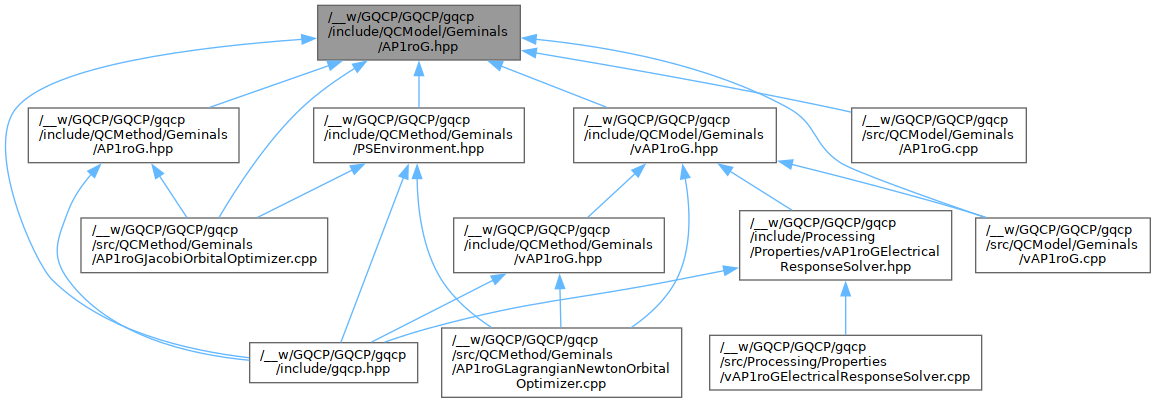 /__w/GQCP/GQCP/gqcp
/include/QCModel/Geminals
/AP1roG.hpp
/__w/GQCP/GQCP/gqcp
/include/QCMethod/Geminals
/AP1roG.hpp
/__w/GQCP/GQCP/gqcp
/include/QCMethod/Geminals
/PSEnvironment.hpp
/__w/GQCP/GQCP/gqcp
/include/QCModel/Geminals
/vAP1roG.hpp
/__w/GQCP/GQCP/gqcp
/src/QCModel/Geminals
/AP1roG.cpp
/__w/GQCP/GQCP/gqcp
/src/QCMethod/Geminals
/AP1roGJacobiOrbitalOptimizer.cpp
/__w/GQCP/GQCP/gqcp
/include/QCMethod/Geminals
/vAP1roG.hpp
/__w/GQCP/GQCP/gqcp
/include/Processing
/Properties/vAP1roGElectrical
ResponseSolver.hpp
/__w/GQCP/GQCP/gqcp
/src/QCModel/Geminals
/vAP1roG.cpp
/__w/GQCP/GQCP/gqcp
/include/gqcp.hpp
/__w/GQCP/GQCP/gqcp
/src/QCMethod/Geminals
/AP1roGLagrangianNewtonOrbital
Optimizer.cpp
/__w/GQCP/GQCP/gqcp
/src/Processing/Properties
/vAP1roGElectricalResponseSolver.cpp